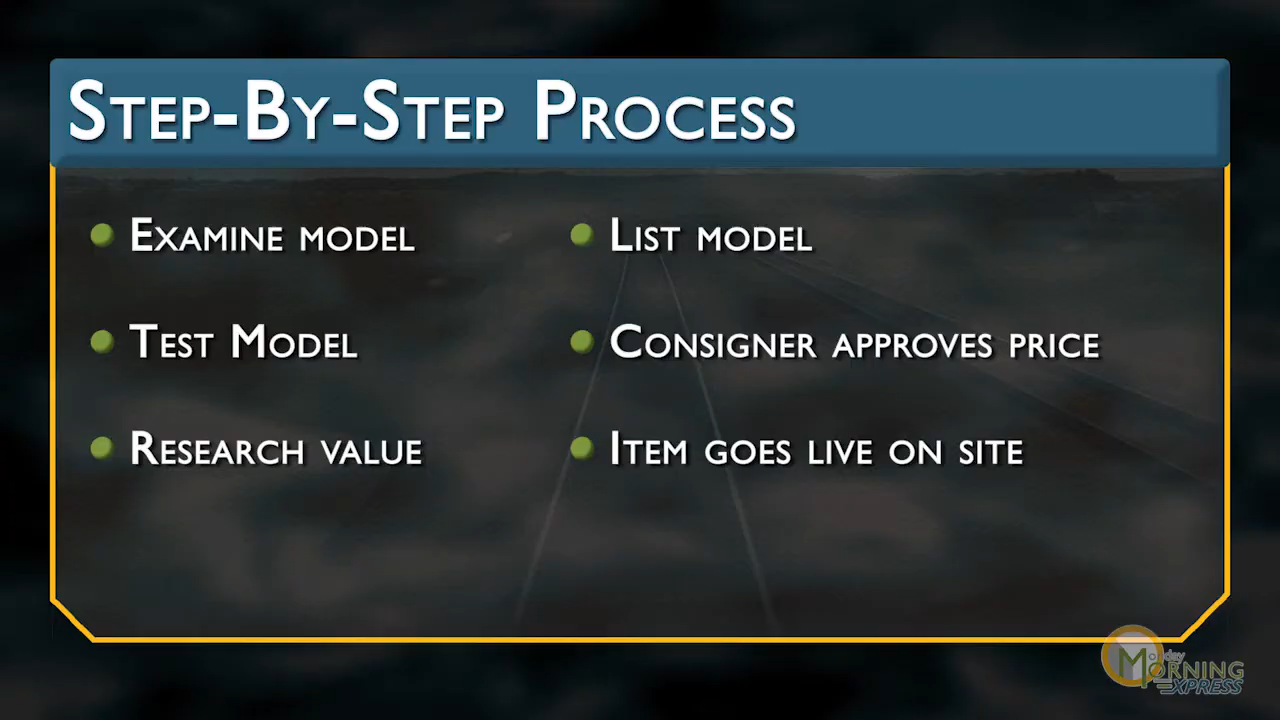 Step-By-Step Process
Examine model
Test Model
Research value
List model
Consigner approves price
Item goes live on site
Monday
Morning
Xpress